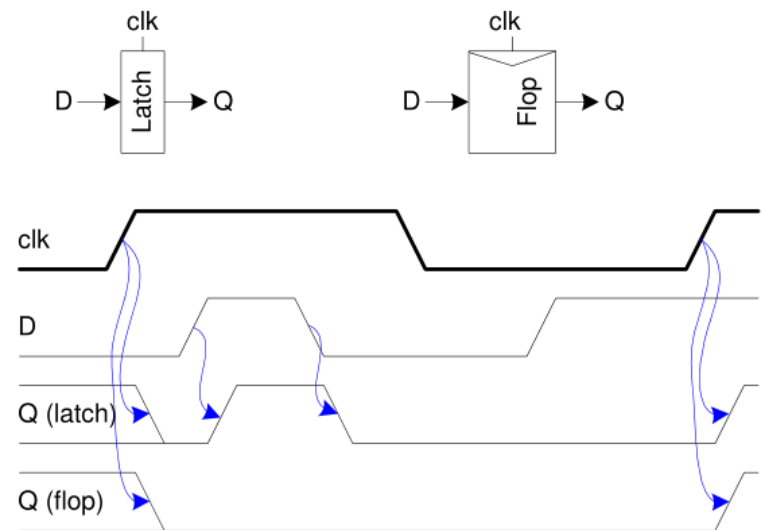 clk
clk
D
Latch
Q
D
Flop
Q
clk
D
Q (latch)
Q (flop)